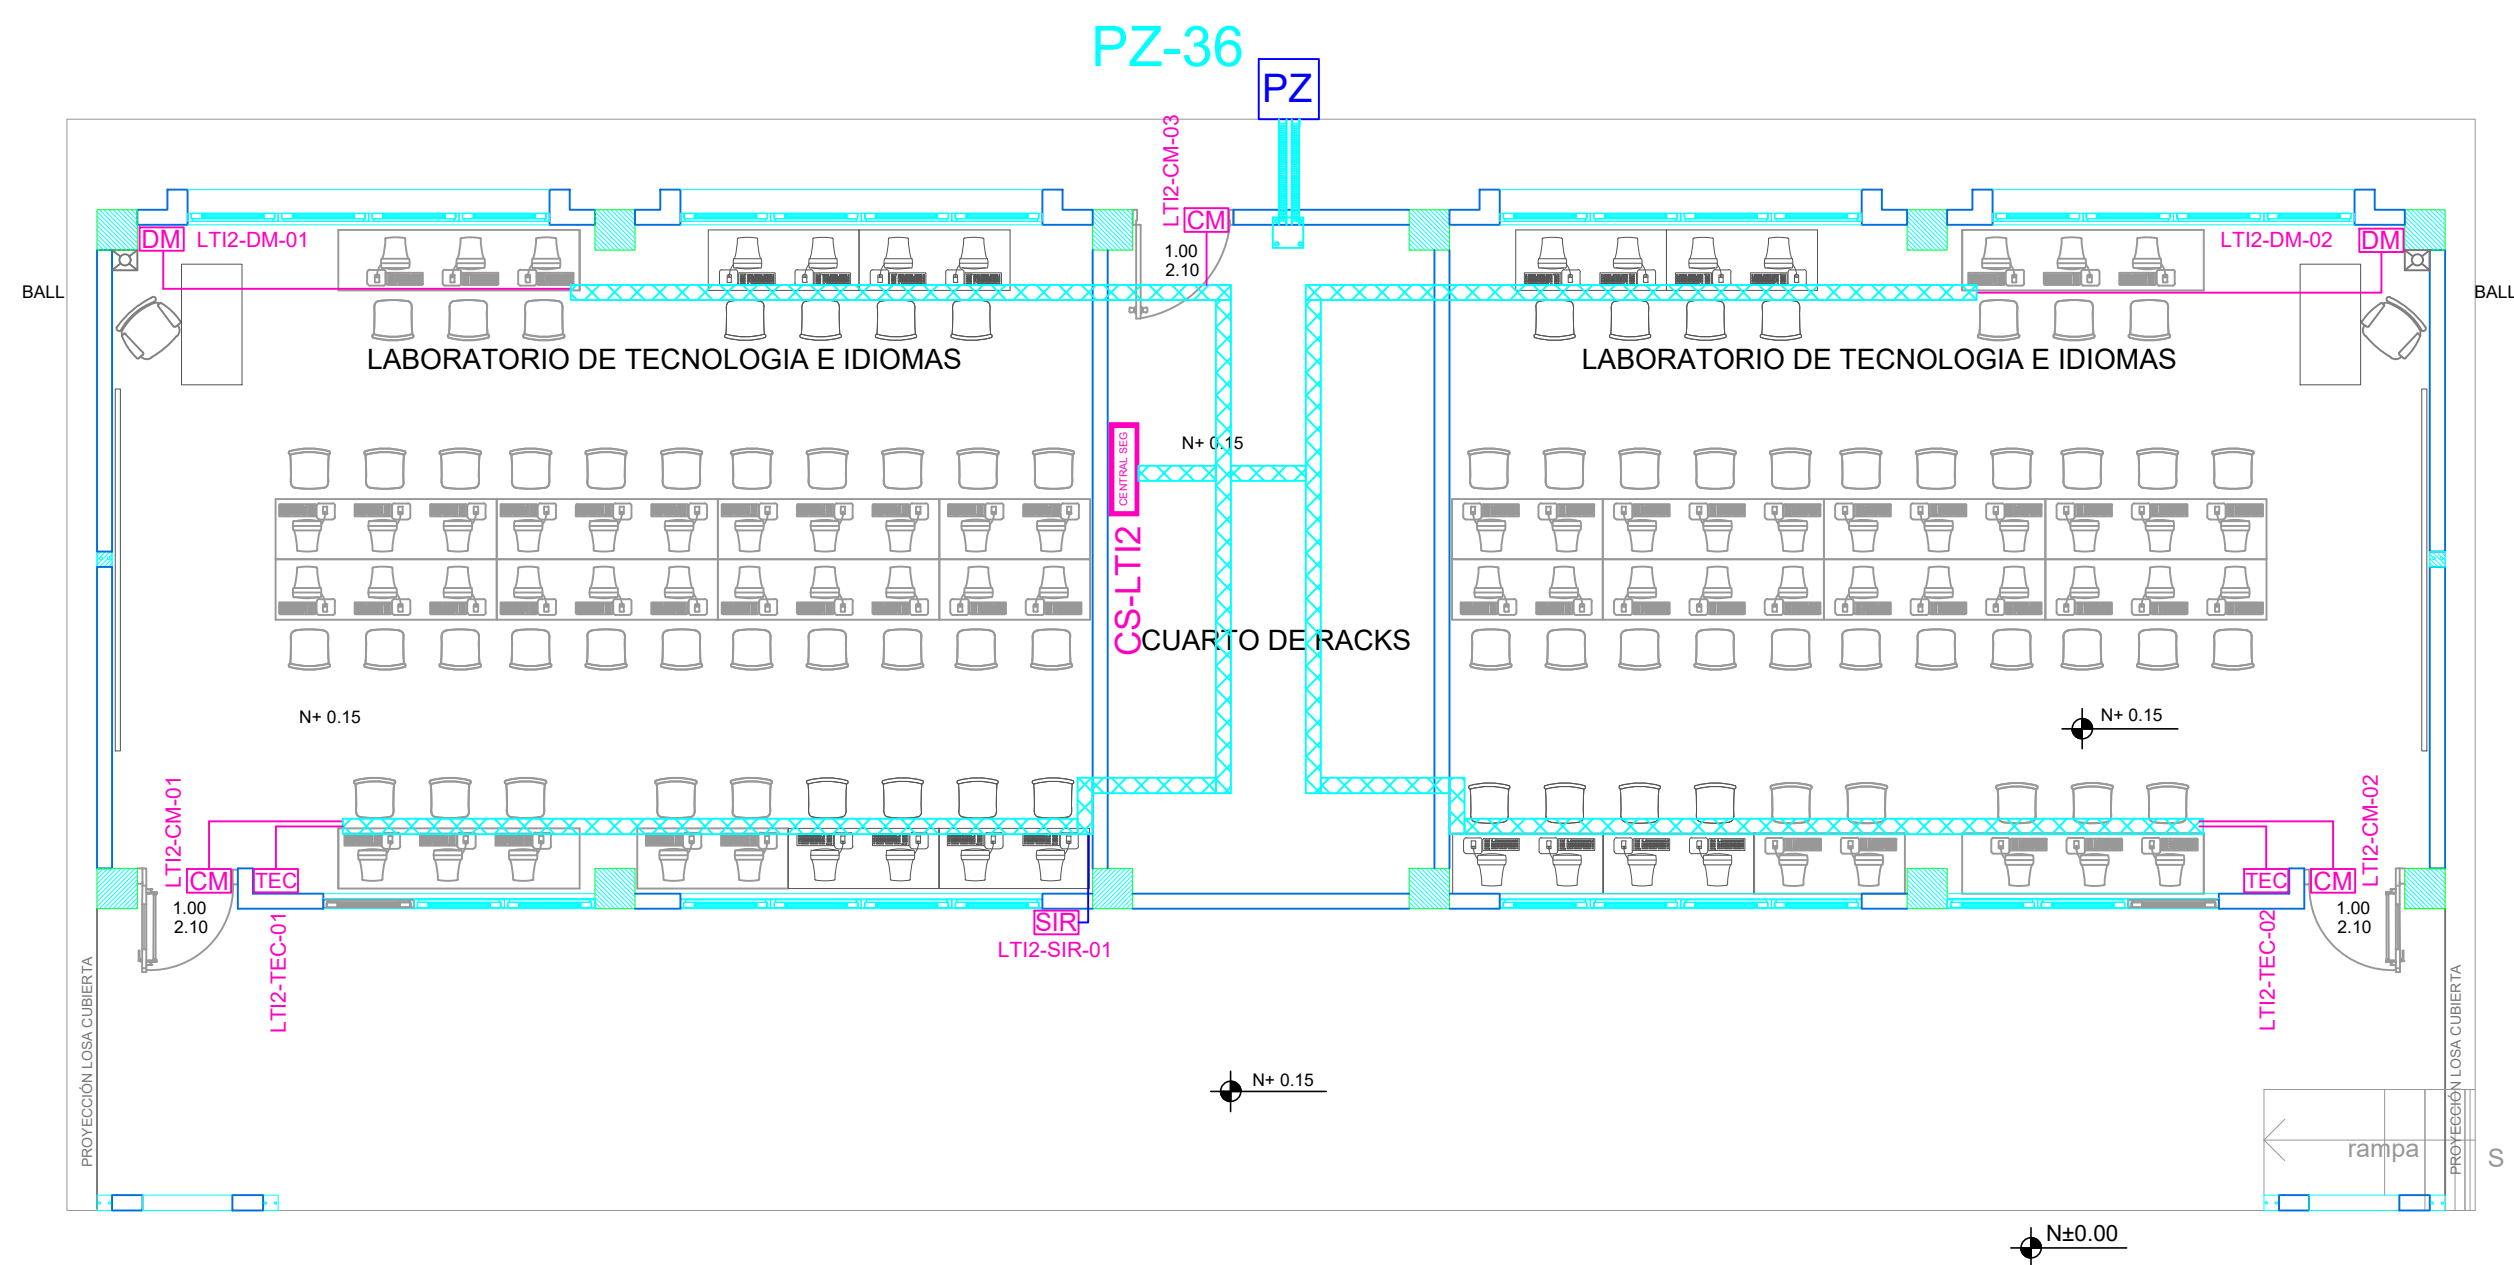 PZ-36
PZ
LTI2-CM-03
CM
1.00
2.10
DM
LTI2-DM-01
LTI2-DM-02
DM
BALL
BALL
LABORATORIO DE TECNOLOGIA E IDIOMAS
LABORATORIO DE TECNOLOGIA E IDIOMAS
CENTRAL SEG
N+ 0.15
CS-LTI2
CUARTO DE RACKS
N+ 0.15
N+ 0.15
LTI2-CM-01
CM
TEC
1.00
2.10
LTI2-TEC-01
SIR
LTI2-SIR-01
LTI2-CM-02
TEC
CM
1.00
2.10
LTI2-TEC-02
PROYECCIÓN LOSA CUBIERTA
PROYECCIÓN LOSA CUBIERTA
N+ 0.15
rampa
S
N±0.00